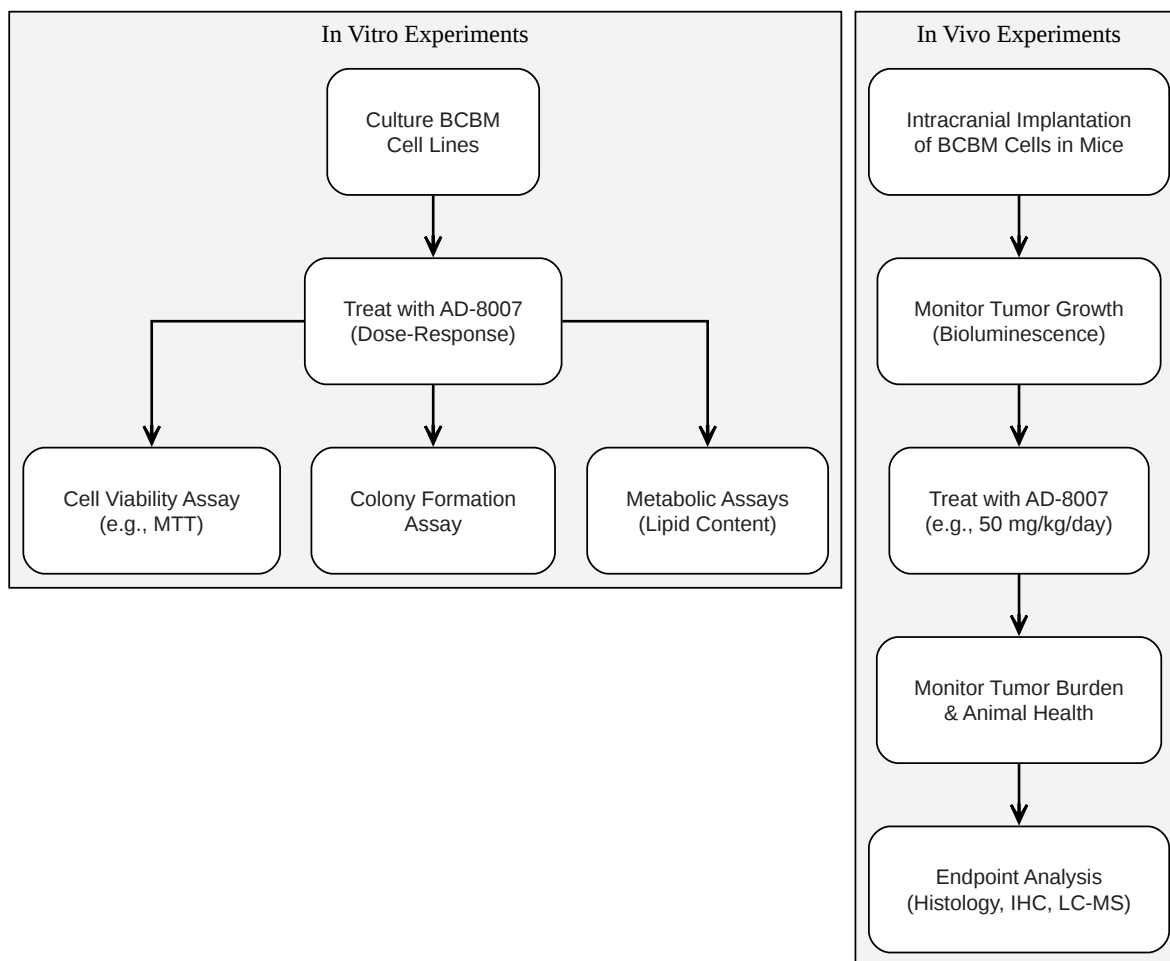 In Vitro Experiments
Culture BCBM
Cell Lines
Treat with AD-8007
(Dose-Response)
Cell Viability Assay
(e.g., MTT)
Colony Formation
Assay
Metabolic Assays
(Lipid Content)
In Vivo Experiments
Intracranial Implantation
of BCBM Cells in Mice
Monitor Tumor Growth
(Bioluminescence)
Treat with AD-8007
(e.g., 50 mg/kg/day)
Monitor Tumor Burden
& Animal Health
Endpoint Analysis
(Histology, IHC, LC-MS)